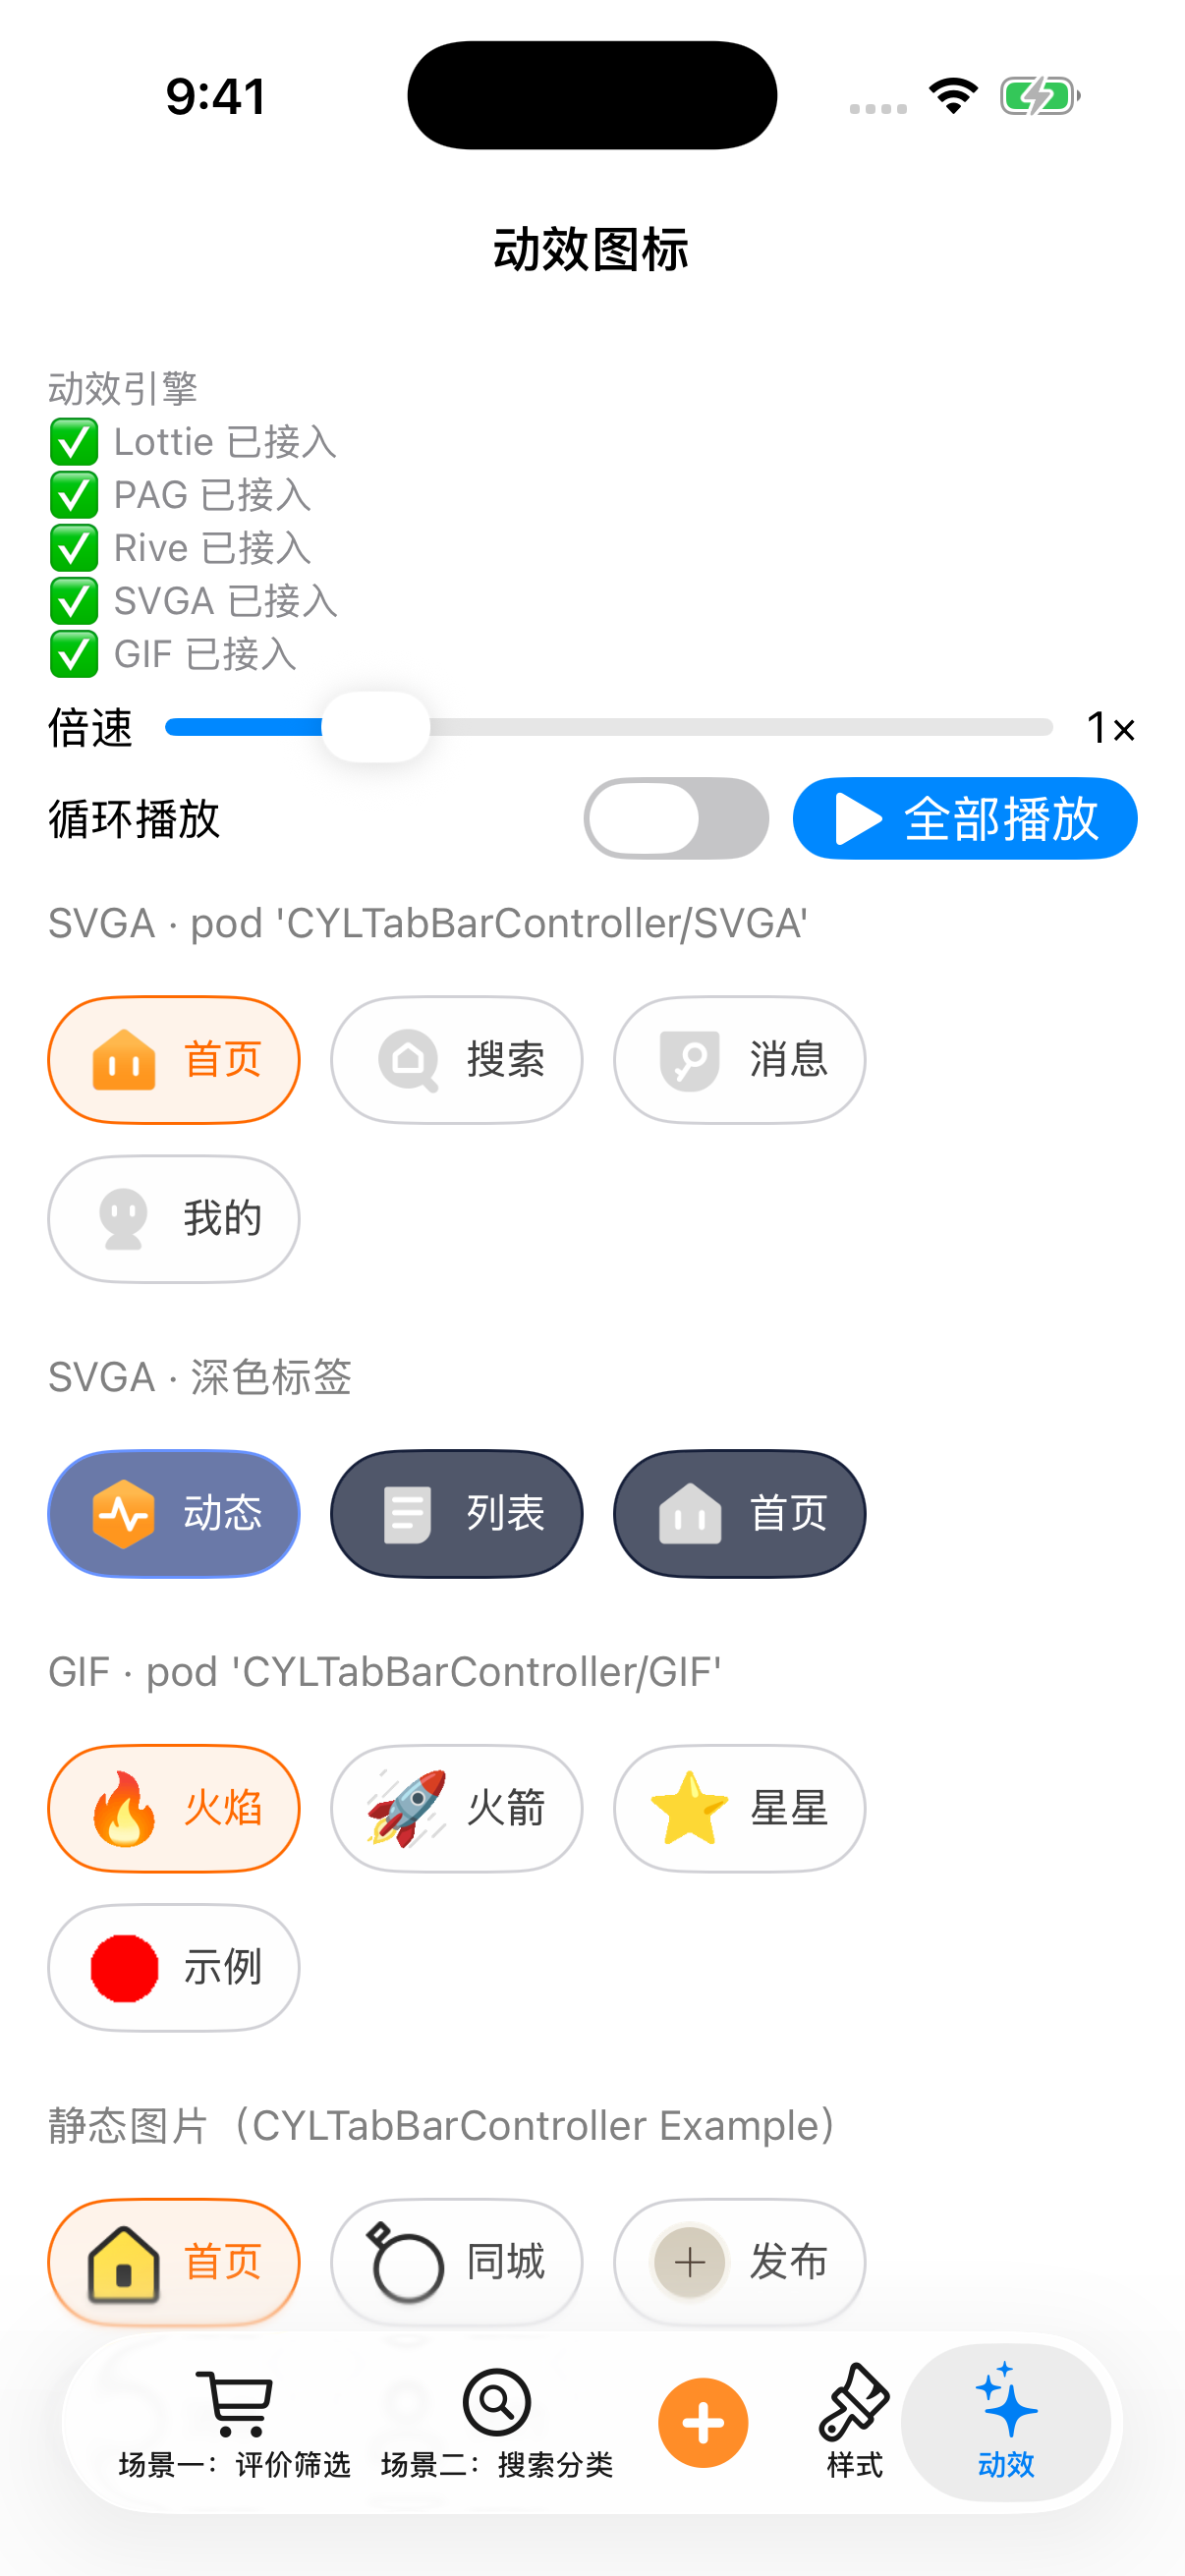 9:41
动效图标
动效引擎
✅ Lottie 已接入
✅ PAG 已接入
✅ Rive 已接入
✅ SVGA 已接入
✅ GIF 已接入
倍速 1×
循环播放 全部播放
SVGA · pod 'CYLTabBarController/SVGA'
首页 搜索 消息
我的
SVGA · 深色标签
动态 列表 首页
GIF · pod 'CYLTabBarController/GIF'
火焰 火箭 星星
示例
静态图片（CYLTabBarController Example）
首页 同城 发布
场景一：评价筛选 场景二：搜索分类 样式 动效